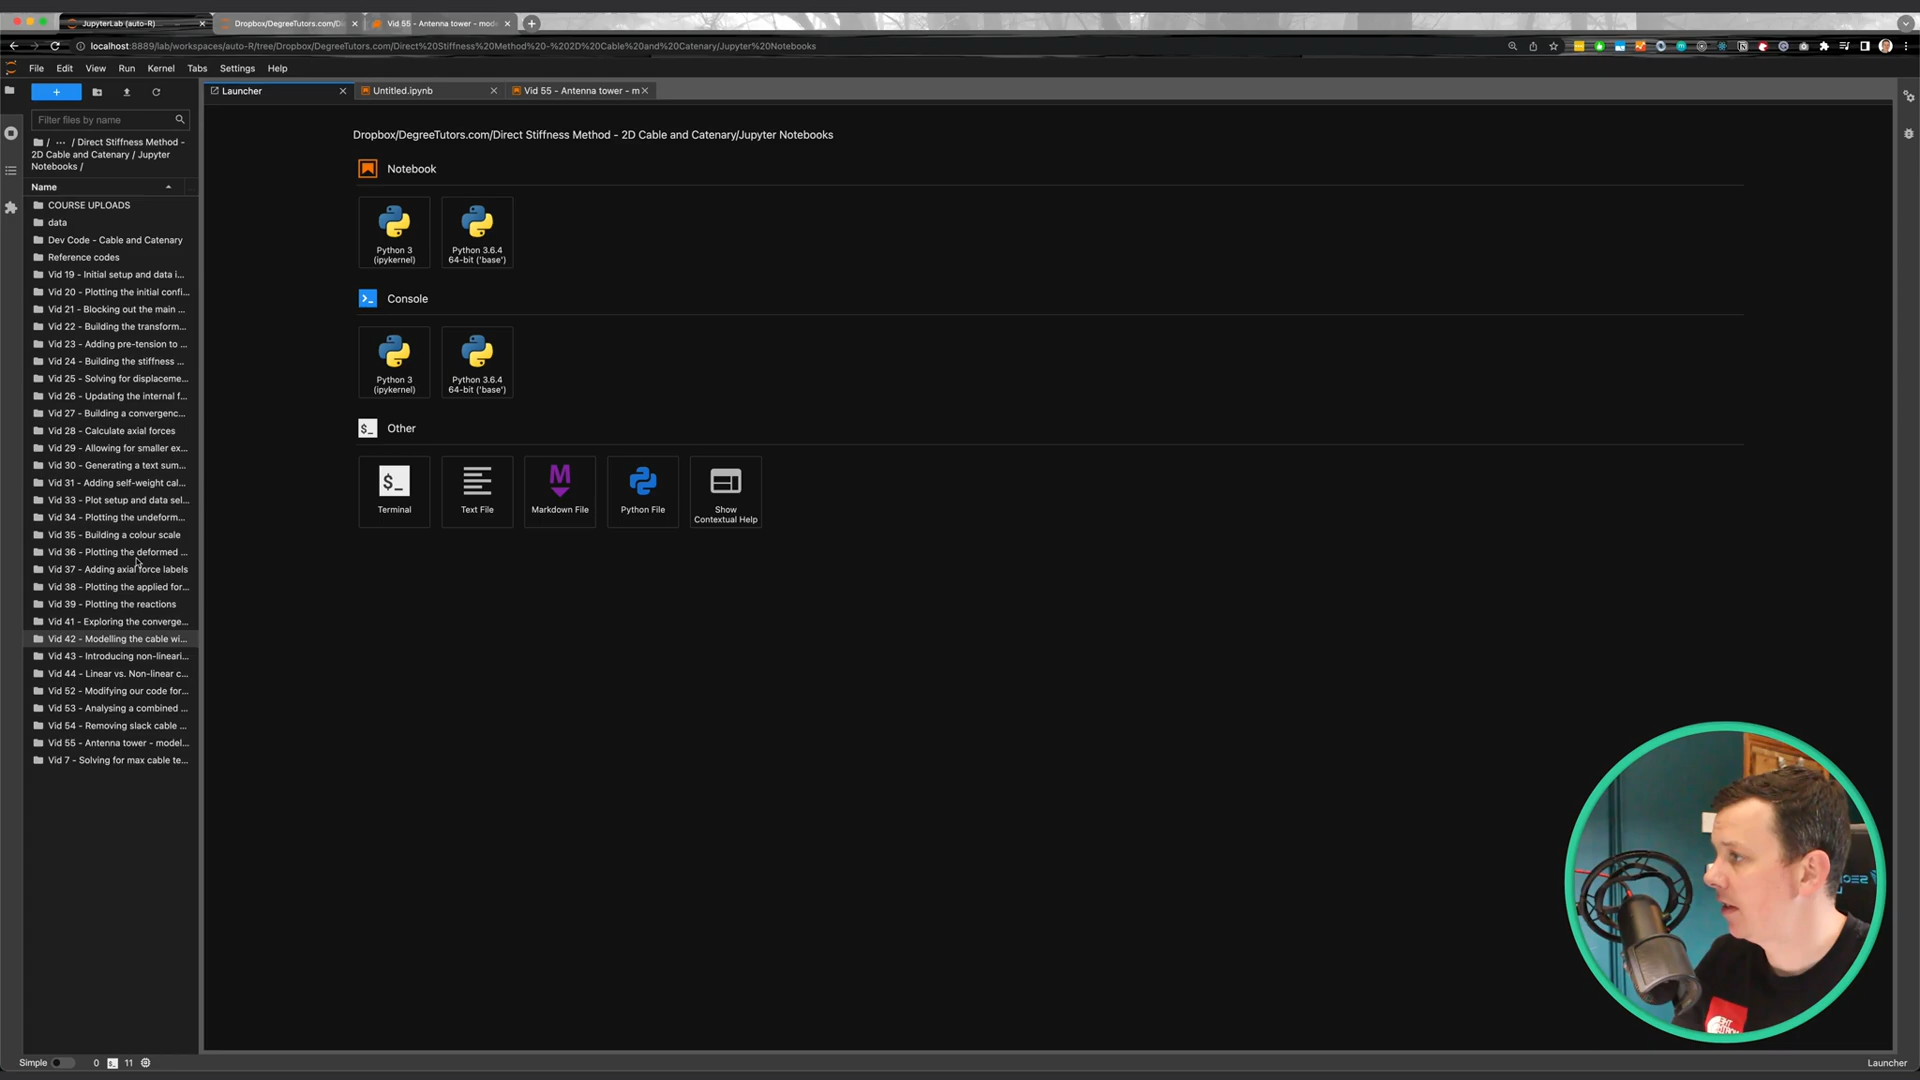 JupyterLab (auto-R)
Dropbox/DegreeTutors.com/Di
Vid 55 - Antenna tower - mode
localhost:8889/lab/workspaces/auto-R/tree/Dropbox/DegreeTutors.com/Direct%20Stiffness%20Method%20-%202D%20Cable%20and%20Catenary/Jupyter%20Notebooks
File Edit View Run Kernel Tabs Settings Help
Launcher
Untitled.ipynb
Vid 55 - Antenna tower - m
Filter files by name
/ ··· / Direct Stiffness Method -
2D Cable and Catenary / Jupyter
Notebooks /
Name
COURSE UPLOADS
data
Dev Code - Cable and Catenary
Reference codes
Vid 19 - Initial setup and data i...
Vid 20 - Plotting the initial confi...
Vid 21 - Blocking out the main ...
Vid 22 - Building the transform...
Vid 23 - Adding pre-tension to ...
Vid 24 - Building the stiffness ...
Vid 25 - Solving for displaceme...
Vid 26 - Updating the internal f...
Vid 27 - Building a convergenc...
Vid 28 - Calculate axial forces
Vid 29 - Allowing for smaller ex...
Vid 30 - Generating a text sum...
Vid 31 - Adding self-weight cal...
Vid 33 - Plot setup and data sel...
Vid 34 - Plotting the undeform...
Vid 35 - Building a colour scale
Vid 36 - Plotting the deformed ...
Vid 37 - Adding axial force labels
Vid 38 - Plotting the applied for...
Vid 39 - Plotting the reactions
Vid 41 - Exploring the converge...
Vid 42 - Modelling the cable wi...
Vid 43 - Introducing non-lineari...
Vid 44 - Linear vs. Non-linear c...
Vid 52 - Modifying our code for...
Vid 53 - Analysing a combined ...
Vid 54 - Removing slack cable ...
Vid 55 - Antenna tower - model...
Vid 7 - Solving for max cable te...
Dropbox/DegreeTutors.com/Direct Stiffness Method - 2D Cable and Catenary/Jupyter Notebooks
Notebook
Python 3
(ipykernel)
Python 3.6.4
64-bit ('base')
Console
Python 3
(ipykernel)
Python 3.6.4
64-bit ('base')
$_ Other
$_
Terminal
Text File
M
Markdown File
Python File
Show
Contextual Help
Simple
0
$_
11
Launcher